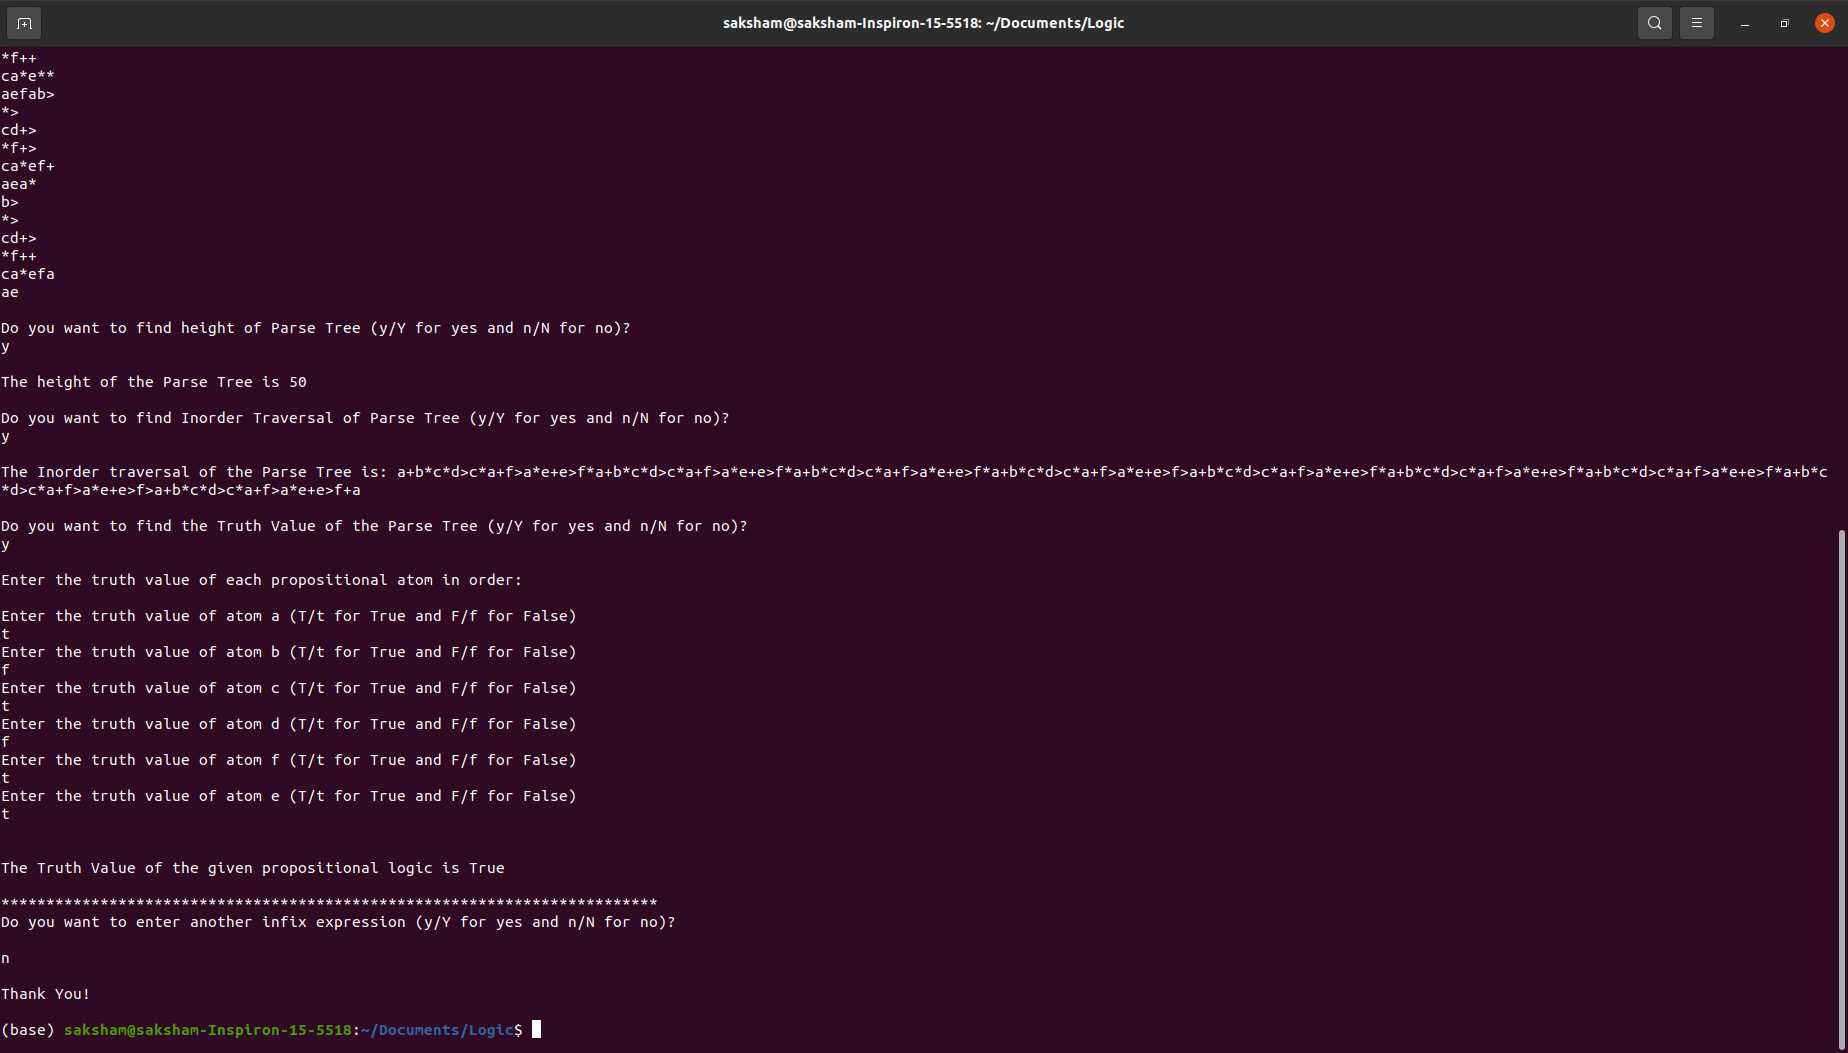 saksham@saksham-Inspiron-15-5518: ~/Documents/Logic
*f++
ca*e**
aefab>
*>
cd+>
*f+>
ca*ef+
aea*
b>
*>
cd+>
*f++
ca*efa
ae
Do you want to find height of Parse Tree (y/Y for yes and n/N for no)?
y
The height of the Parse Tree is 50
Do you want to find Inorder Traversal of Parse Tree (y/Y for yes and n/N for no)?
y
The Inorder traversal of the Parse Tree is: a+b*c*d>c*a+f>a*e+e>f*a+b*c*d>c*a+f>a*e+e>f*a+b*c*d>c*a+f>a*e+e>f*a+b*c*d>c*a+f>a*e+e>f>a+b*c*d>c*a+f>a*e+e>f*a+b*c*d>c*a+f>a*e+e>f*a+b*c*d>c*a+f>a*e+e>f*a+b*c
*d>c*a+f>a*e+e>f>a+b*c*d>c*a+f>a*e+e>f+a
Do you want to find the Truth Value of the Parse Tree (y/Y for yes and n/N for no)?
y
Enter the truth value of each propositional atom in order:
Enter the truth value of atom a (T/t for True and F/f for False)
t
Enter the truth value of atom b (T/t for True and F/f for False)
f
Enter the truth value of atom c (T/t for True and F/f for False)
t
Enter the truth value of atom d (T/t for True and F/f for False)
f
Enter the truth value of atom f (T/t for True and F/f for False)
t
Enter the truth value of atom e (T/t for True and F/f for False)
t
The Truth Value of the given propositional logic is True
*************************************************************************
Do you want to enter another infix expression (y/Y for yes and n/N for no)?
n
Thank You!
(base) saksham@saksham-Inspiron-15-5518:~/Documents/Logic$